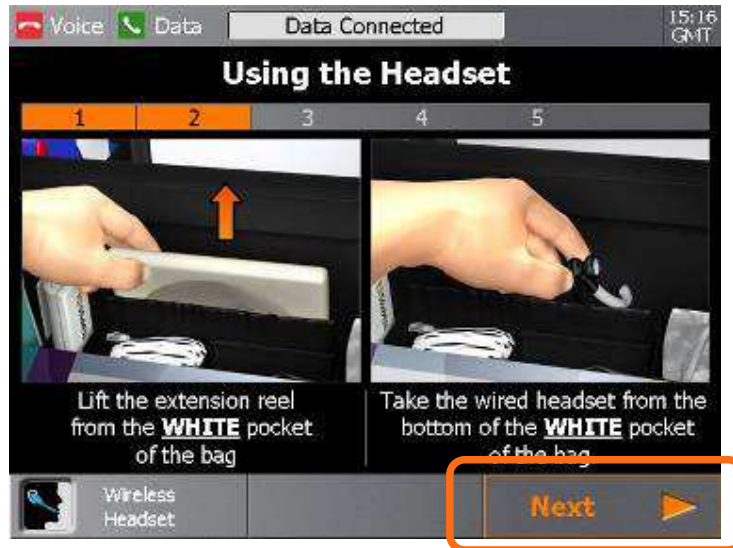 Voice Data Data Connected 15:16
GMT
Using the Headset
1 2 3 4 5
Lift the extension reel
from the WHITE pocket
of the bag
Take the wired headset from the
bottom of the WHITE pocket
of the bag
Wireless
Headset
Next